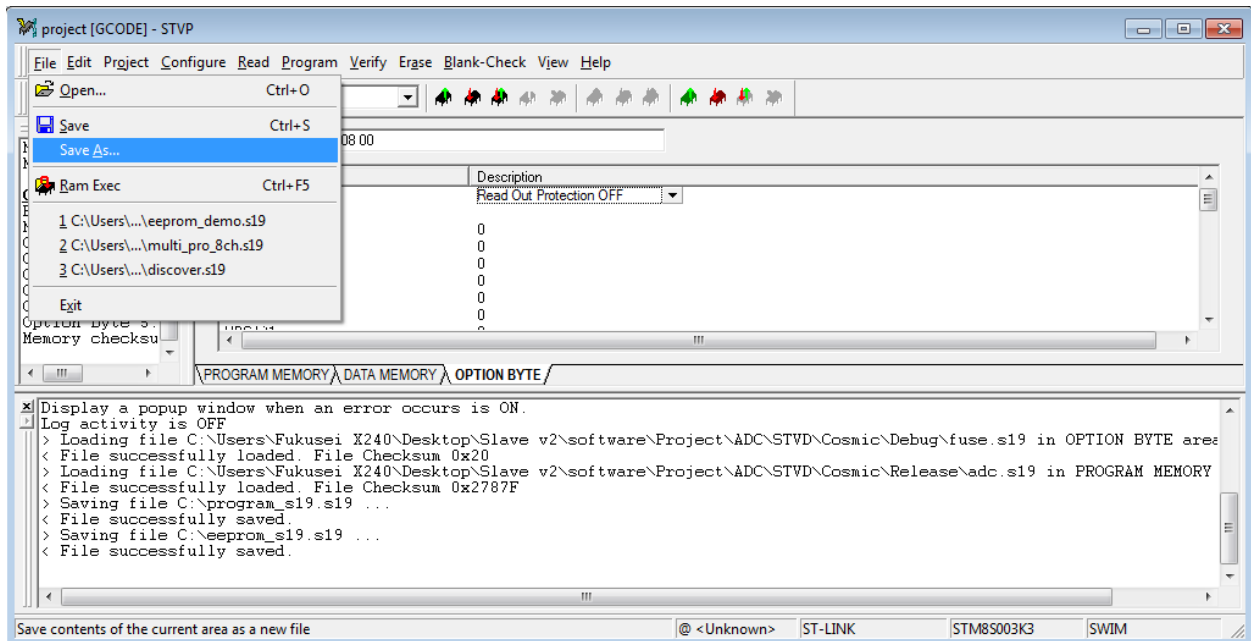 project [GCODE] - STVP
File Edit Project Configure Read Program Verify Erase Blank-Check View Help
Open... Ctrl+O
Save Ctrl+S
Save As...
Ram Exec Ctrl+F5
1 C:\Users\...\eeprom_demo.s19
2 C:\Users\...\multi_pro_8ch.s19
3 C:\Users\...\discover.s19
Exit
08 00
Description
Read Out Protection OFF
0
0
0
0
0
0
Option Byte 5.
Memory checksu
PROGRAM MEMORY DATA MEMORY OPTION BYTE
Display a popup window when an error occurs is ON.
Log activity is OFF
> Loading file C:\Users\Fukusei X240\Desktop\Slave v2\software\Project\ADC\STVD\Cosmic\Debug\fuse.s19 in OPTION BYTE area
< File successfully loaded. File Checksum 0x20
> Loading file C:\Users\Fukusei X240\Desktop\Slave v2\software\Project\ADC\STVD\Cosmic\Release\adc.s19 in PROGRAM MEMORY
< File successfully loaded. File Checksum 0x2787F
> Saving file C:\program_s19.s19 ...
< File successfully saved.
> Saving file C:\eeprom_s19.s19 ...
< File successfully saved.
Save contents of the current area as a new file @ <Unknown> ST-LINK STM8S003K3 SWIM